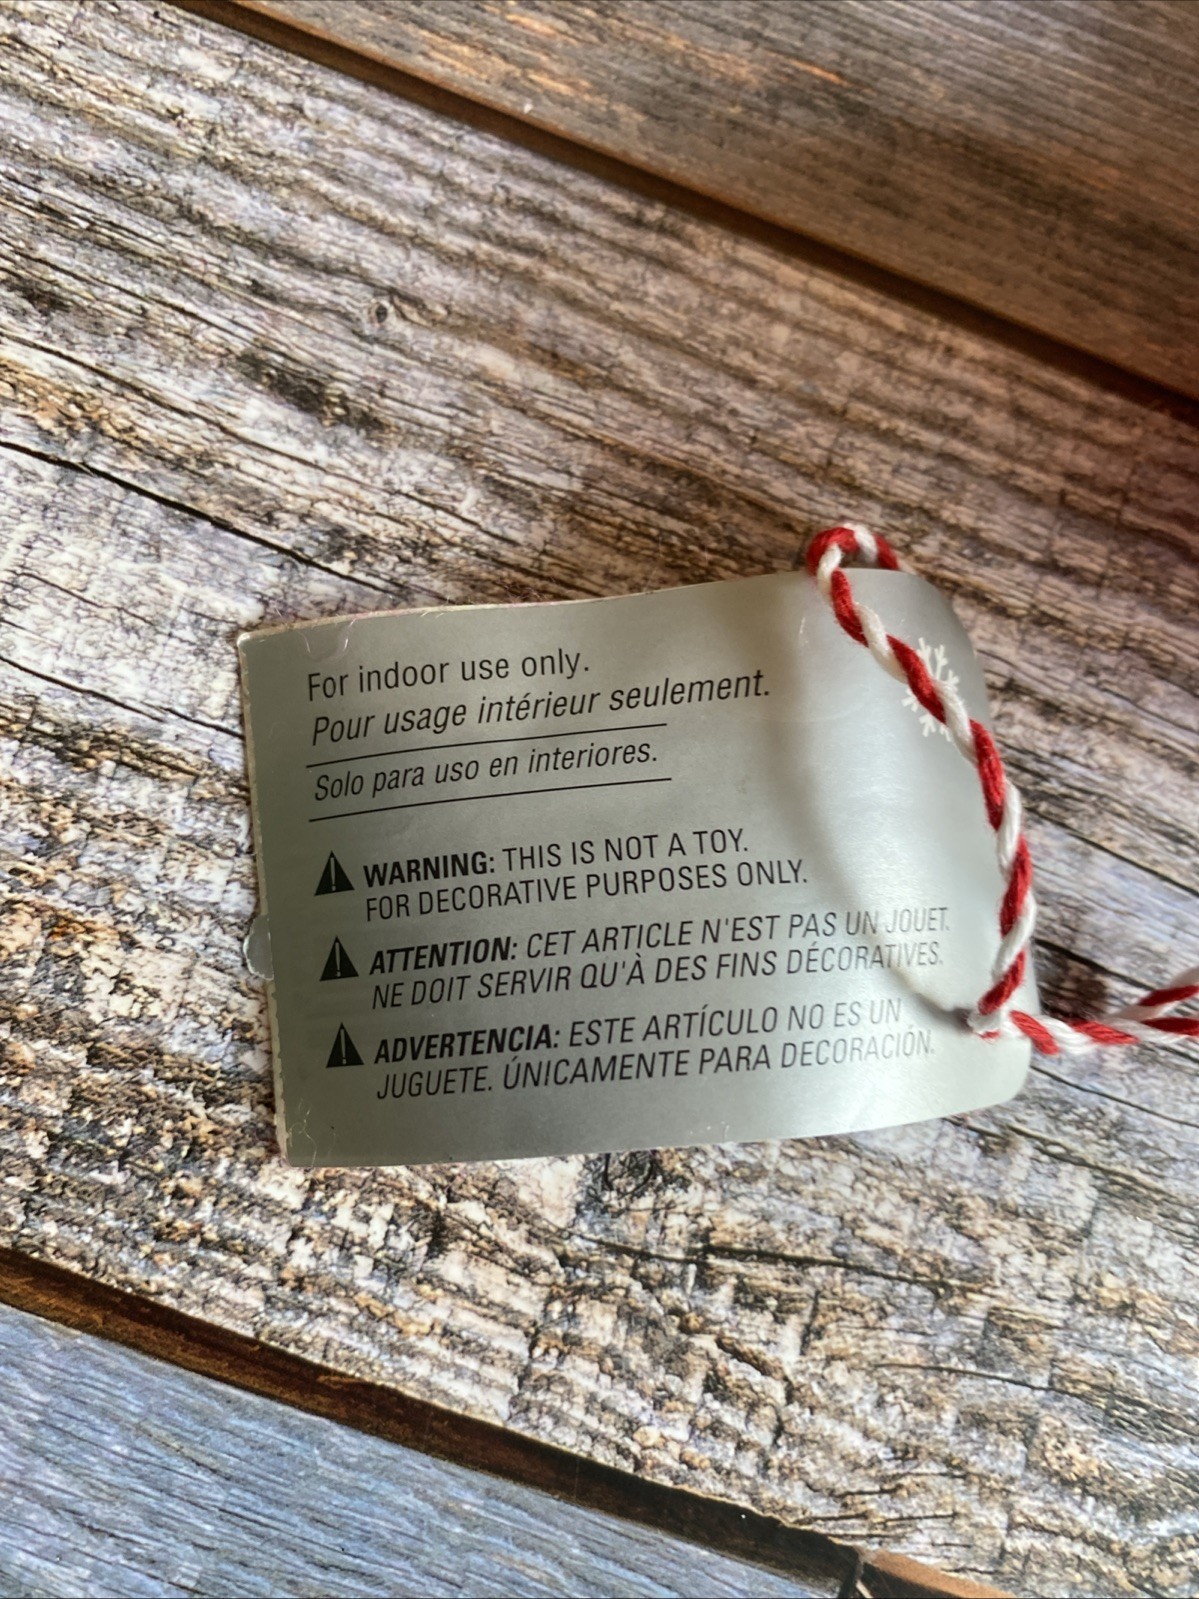 For indoor use only.
Pour usage intérieur seulement.
Solo para uso en interiores.
WARNING: THIS IS NOT A TOY.
FOR DECORATIVE PURPOSES ONLY.
ATTENTION: CET ARTICLE N'EST PAS UN JOUET.
NE DOIT SERVIR QU'À DES FINS DÉCORATIVES.
ADVERTENCIA: ESTE ARTÍCULO NO ES UN
JUGUETE. ÚNICAMENTE PARA DECORACIÓN.